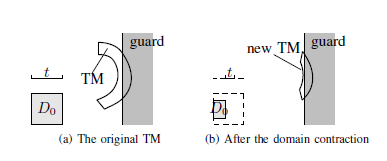 guard
t
TM
D0
(a) The original TM
guard
new TM
t
D0
(b) After the domain contraction